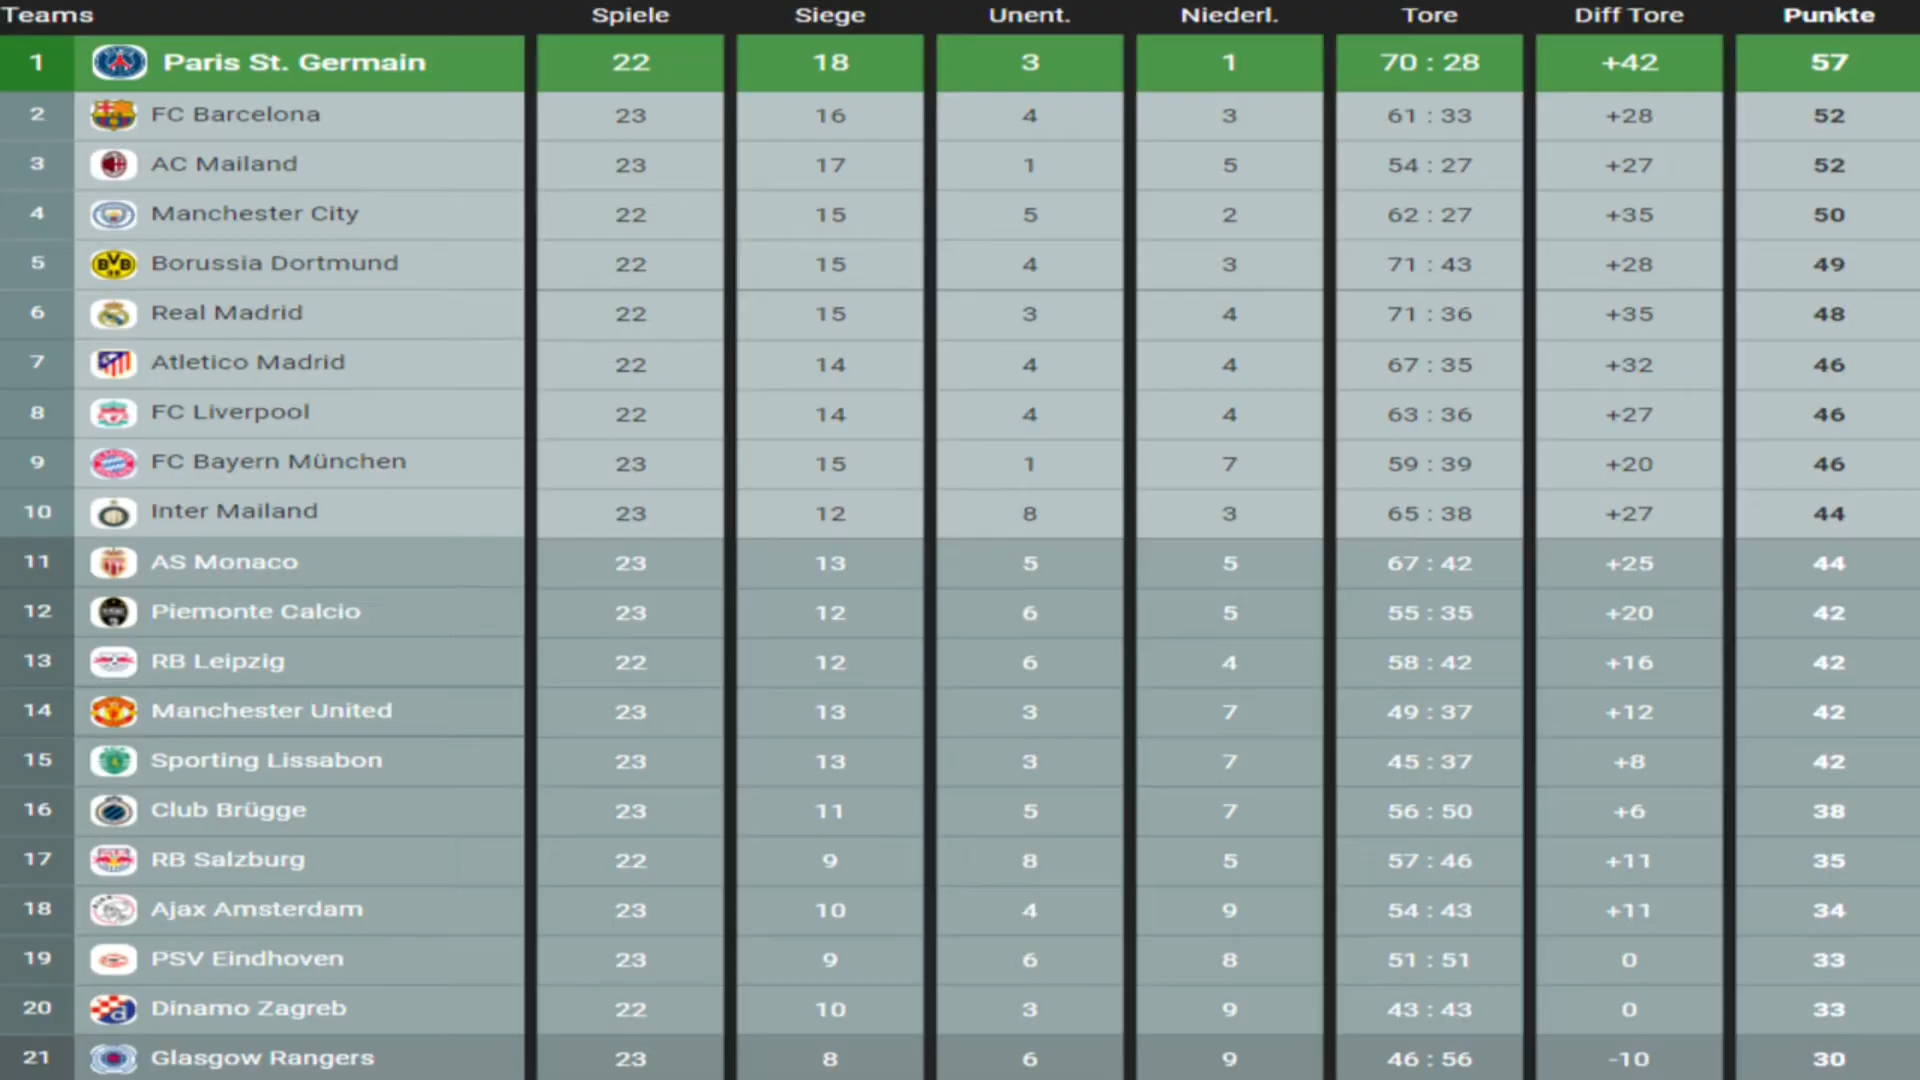 Teams Spiele Siege Unent. Niederl. Tore Diff Tore Punkte
1 Paris St. Germain 22 18 3 1 70 : 28 +42 57
2 FC Barcelona 23 16 4 3 61 : 33 +28 52
3 AC Mailand 23 17 1 5 54 : 27 +27 52
4 Manchester City 22 15 5 2 62 : 27 +35 50
5 Borussia Dortmund 22 15 4 3 71 : 43 +28 49
6 Real Madrid 22 15 3 4 71 : 36 +35 48
7 Atletico Madrid 22 14 4 4 67 : 35 +32 46
8 FC Liverpool 22 14 4 4 63 : 36 +27 46
9 FC Bayern München 23 15 1 7 59 : 39 +20 46
10 Inter Mailand 23 12 8 3 65 : 38 +27 44
11 AS Monaco 23 13 5 5 67 : 42 +25 44
12 Piemonte Calcio 23 12 6 5 55 : 35 +20 42
13 RB Leipzig 22 12 6 4 58 : 42 +16 42
14 Manchester United 23 13 3 7 49 : 37 +12 42
15 Sporting Lissabon 23 13 3 7 45 : 37 +8 42
16 Club Brügge 23 11 5 7 56 : 50 +6 38
17 RB Salzburg 22 9 8 5 57 : 46 +11 35
18 Ajax Amsterdam 23 10 4 9 54 : 43 +11 34
19 PSV Eindhoven 23 9 6 8 51 : 51 0 33
20 Dinamo Zagreb 22 10 3 9 43 : 43 0 33
21 Glasgow Rangers 23 8 6 9 46 : 56 -10 30